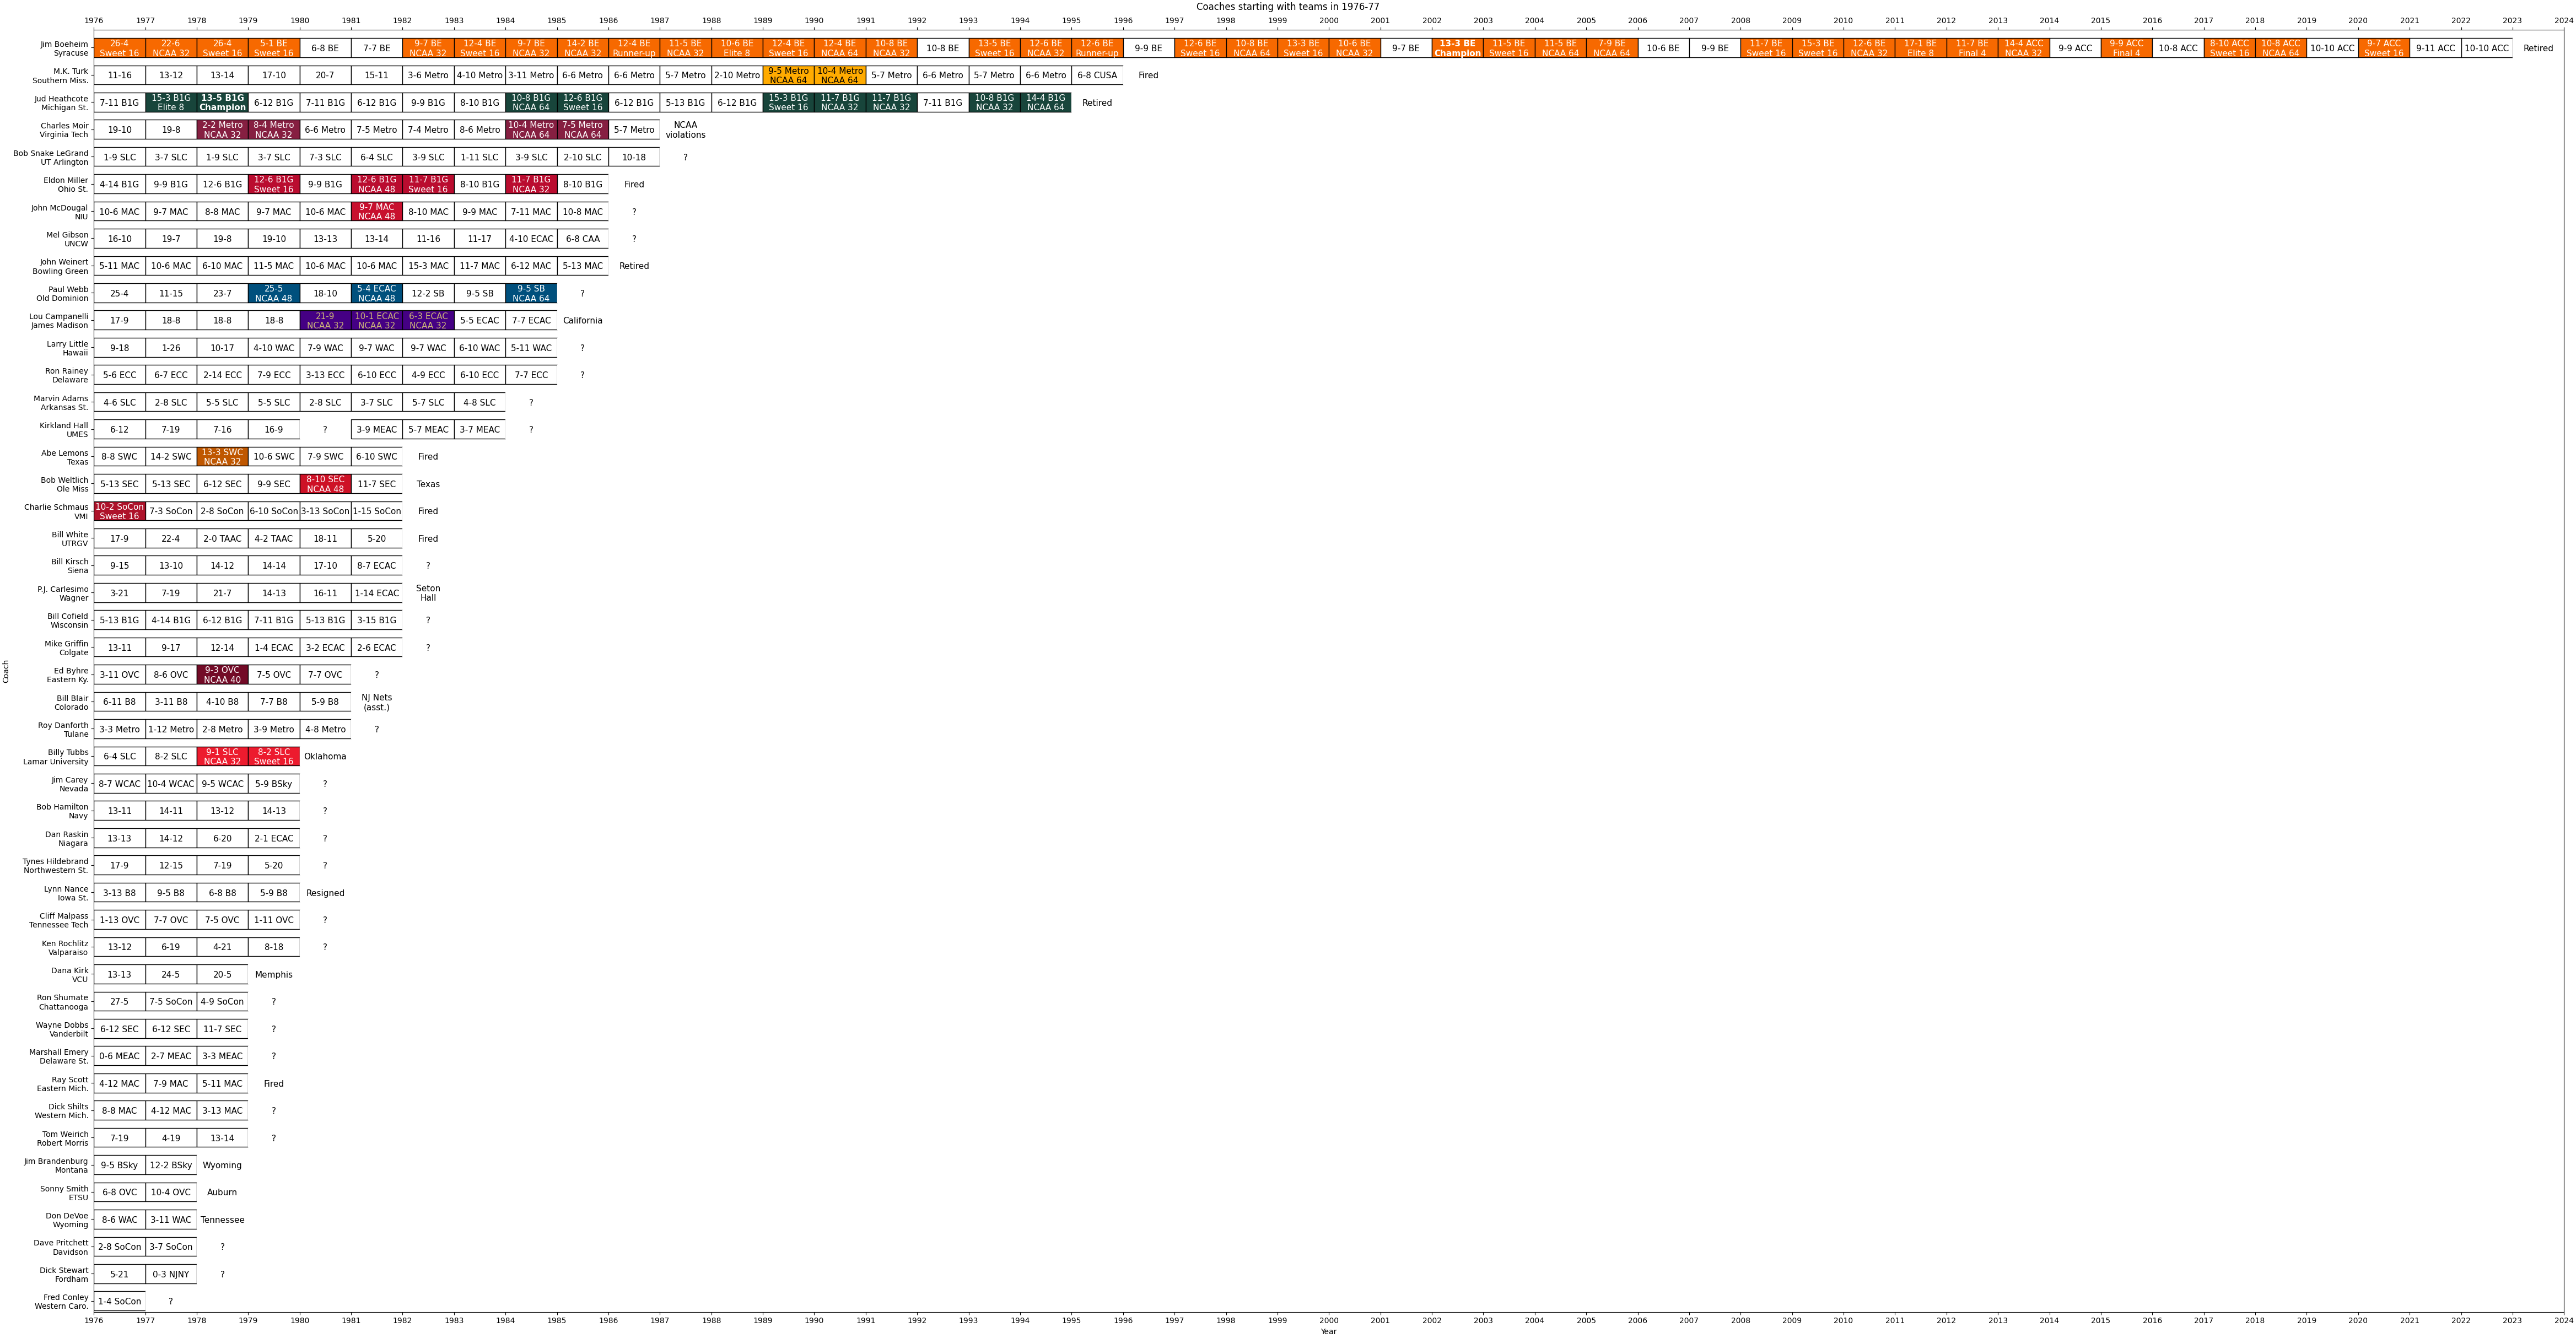 Coaches starting with teams in 1976-77
1976 1977 1978 1979 1980 1981 1982 1983 1984 1985 1986 1987 1988 1989 1990 1991 1992 1993 1994 1995 1996 1997 1998 1999 2000 2001 2002 2003 2004 2005 2006 2007 2008 2009 2010 2011 2012 2013 2014 2015 2016 2017 2018 2019 2020 2021 2022 2023 2024
Jim Boeheim 26-4 22-6 26-4 5-1 BE 6-8 BE 7-7 BE 9-7 BE 12-4 BE 9-7 BE 14-2 BE 12-4 BE 11-5 BE 10-6 BE 12-4 BE 12-4 BE 10-8 BE 10-8 BE 13-5 BE 12-6 BE 12-6 BE 9-9 BE 12-6 BE 10-8 BE 13-3 BE 10-6 BE 9-7 BE 13-3 BE 11-5 BE 11-5 BE 7-9 BE 10-6 BE 9-9 BE 11-7 BE 15-3 BE 12-6 BE 17-1 BE 11-7 BE 14-4 ACC 9-9 ACC 9-9 ACC 10-8 ACC 8-10 ACC 10-8 ACC 10-10 ACC 9-7 ACC 9-11 ACC 10-10 ACC Retired
Syracuse Sweet 16 NCAA 32 Sweet 16 Sweet 16 NCAA 32 Sweet 16 NCAA 32 NCAA 32 Runner-up NCAA 32 Elite 8 Sweet 16 NCAA 64 NCAA 32 Sweet 16 NCAA 32 Runner-up Sweet 16 NCAA 64 Sweet 16 NCAA 32 Champion Sweet 16 NCAA 64 NCAA 64 Sweet 16 Sweet 16 NCAA 32 Elite 8 Final 4 NCAA 32 Final 4 Sweet 16 NCAA 64 Sweet 16
M.K. Turk 11-16 13-12 13-14 17-10 20-7 15-11 3-6 Metro 4-10 Metro 3-11 Metro 6-6 Metro 6-6 Metro 5-7 Metro 2-10 Metro 9-5 Metro 10-4 Metro 5-7 Metro 6-6 Metro 5-7 Metro 6-6 Metro 6-8 CUSA Fired
Southern Miss. NCAA 64 NCAA 64
Jud Heathcote 7-11 B1G 15-3 B1G 13-5 B1G 6-12 B1G 7-11 B1G 6-12 B1G 9-9 B1G 8-10 B1G 10-8 B1G 12-6 B1G 6-12 B1G 5-13 B1G 6-12 B1G 15-3 B1G 11-7 B1G 11-7 B1G 7-11 B1G 10-8 B1G 14-4 B1G Retired
Michigan St. Elite 8 Champion NCAA 64 Sweet 16 Sweet 16 NCAA 32 NCAA 32 NCAA 32 NCAA 64
Charles Moir 19-10 19-8 2-2 Metro 8-4 Metro 6-6 Metro 7-5 Metro 7-4 Metro 8-6 Metro 10-4 Metro 7-5 Metro 5-7 Metro NCAA
Virginia Tech NCAA 32 NCAA 32 NCAA 64 NCAA 64 violations
Bob Snake LeGrand 1-9 SLC 3-7 SLC 1-9 SLC 3-7 SLC 7-3 SLC 6-4 SLC 3-9 SLC 1-11 SLC 3-9 SLC 2-10 SLC 10-18 ?
UT Arlington
Eldon Miller 4-14 B1G 9-9 B1G 12-6 B1G 12-6 B1G 9-9 B1G 12-6 B1G 11-7 B1G 8-10 B1G 11-7 B1G 8-10 B1G Fired
Ohio St. Sweet 16 NCAA 48 Sweet 16 NCAA 32
John McDougal 10-6 MAC 9-7 MAC 8-8 MAC 9-7 MAC 10-6 MAC 9-7 MAC 8-10 MAC 9-9 MAC 7-11 MAC 10-8 MAC ?
NIU NCAA 48
Mel Gibson 16-10 19-7 19-8 19-10 13-13 13-14 11-16 11-17 4-10 ECAC 6-8 CAA ?
UNCW
John Weinert 5-11 MAC 10-6 MAC 6-10 MAC 11-5 MAC 10-6 MAC 10-6 MAC 15-3 MAC 11-7 MAC 6-12 MAC 5-13 MAC Retired
Bowling Green
Paul Webb 25-4 11-15 23-7 25-5 18-10 5-4 ECAC 12-2 SB 9-5 SB 9-5 SB ?
Old Dominion NCAA 48 NCAA 48 NCAA 64
Lou Campanelli 17-9 18-8 18-8 18-8 21-9 10-1 ECAC 6-3 ECAC 5-5 ECAC 7-7 ECAC California
James Madison NCAA 32 NCAA 32 NCAA 32
Larry Little 9-18 1-26 10-17 4-10 WAC 7-9 WAC 9-7 WAC 9-7 WAC 6-10 WAC 5-11 WAC ?
Hawaii
Ron Rainey 5-6 ECC 6-7 ECC 2-14 ECC 7-9 ECC 3-13 ECC 6-10 ECC 4-9 ECC 6-10 ECC 7-7 ECC ?
Delaware
Marvin Adams 4-6 SLC 2-8 SLC 5-5 SLC 5-5 SLC 2-8 SLC 3-7 SLC 5-7 SLC 4-8 SLC ?
Arkansas St.
Kirkland Hall 6-12 7-19 7-16 16-9 ? 3-9 MEAC 5-7 MEAC 3-7 MEAC ?
UMES
Abe Lemons 8-8 SWC 14-2 SWC 13-3 SWC 10-6 SWC 7-9 SWC 6-10 SWC Fired
Texas NCAA 32
Bob Weltlich 5-13 SEC 5-13 SEC 6-12 SEC 9-9 SEC 8-10 SEC 11-7 SEC Texas
Ole Miss NCAA 48
Charlie Schmaus 10-2 SoCon 7-3 SoCon 2-8 SoCon 6-10 SoCon 3-13 SoCon 1-15 SoCon Fired
VMI Sweet 16
Bill White 17-9 22-4 2-0 TAAC 4-2 TAAC 18-11 5-20 Fired
UTRGV
Bill Kirsch 9-15 13-10 14-12 14-14 17-10 8-7 ECAC ?
Siena
P.J. Carlesimo 3-21 7-19 21-7 14-13 16-11 1-14 ECAC Seton
Wagner Hall
Bill Cofield 5-13 B1G 4-14 B1G 6-12 B1G 7-11 B1G 5-13 B1G 3-15 B1G ?
Wisconsin
Mike Griffin 13-11 9-17 12-14 1-4 ECAC 3-2 ECAC 2-6 ECAC ?
Colgate
Ed Byhre 3-11 OVC 8-6 OVC 9-3 OVC 7-5 OVC 7-7 OVC ?
Eastern Ky. NCAA 40
Bill Blair 6-11 B8 3-11 B8 4-10 B8 7-7 B8 5-9 B8 NJ Nets
Colorado (asst.)
Roy Danforth 3-3 Metro 1-12 Metro 2-8 Metro 3-9 Metro 4-8 Metro ?
Tulane
Billy Tubbs 6-4 SLC 8-2 SLC 9-1 SLC 8-2 SLC Oklahoma
Lamar University NCAA 32 Sweet 16
Jim Carey 8-7 WCAC 10-4 WCAC 9-5 WCAC 5-9 BSky ?
Nevada
Bob Hamilton 13-11 14-11 13-12 14-13 ?
Navy
Dan Raskin 13-13 14-12 6-20 2-1 ECAC ?
Niagara
Tynes Hildebrand 17-9 12-15 7-19 5-20 ?
Northwestern St.
Lynn Nance 3-13 B8 9-5 B8 6-8 B8 5-9 B8 Resigned
Iowa St.
Cliff Malpass 1-13 OVC 7-7 OVC 7-5 OVC 1-11 OVC ?
Tennessee Tech
Ken Rochlitz 13-12 6-19 4-21 8-18 ?
Valparaiso
Dana Kirk 13-13 24-5 20-5 Memphis
VCU
Ron Shumate 27-5 7-5 SoCon 4-9 SoCon ?
Chattanooga
Wayne Dobbs 6-12 SEC 6-12 SEC 11-7 SEC ?
Vanderbilt
Marshall Emery 0-6 MEAC 2-7 MEAC 3-3 MEAC ?
Delaware St.
Ray Scott 4-12 MAC 7-9 MAC 5-11 MAC Fired
Eastern Mich.
Dick Shilts 8-8 MAC 4-12 MAC 3-13 MAC ?
Western Mich.
Tom Weirich 7-19 4-19 13-14 ?
Robert Morris
Jim Brandenburg 9-5 BSky 12-2 BSky Wyoming
Montana
Sonny Smith 6-8 OVC 10-4 OVC Auburn
ETSU
Don DeVoe 8-6 WAC 3-11 WAC Tennessee
Wyoming
Dave Pritchett 2-8 SoCon 3-7 SoCon ?
Davidson
Dick Stewart 5-21 0-3 NJNY ?
Fordham
Fred Conley 1-4 SoCon ?
Western Caro.
Coach
1976 1977 1978 1979 1980 1981 1982 1983 1984 1985 1986 1987 1988 1989 1990 1991 1992 1993 1994 1995 1996 1997 1998 1999 2000 2001 2002 2003 2004 2005 2006 2007 2008 2009 2010 2011 2012 2013 2014 2015 2016 2017 2018 2019 2020 2021 2022 2023 2024
Year